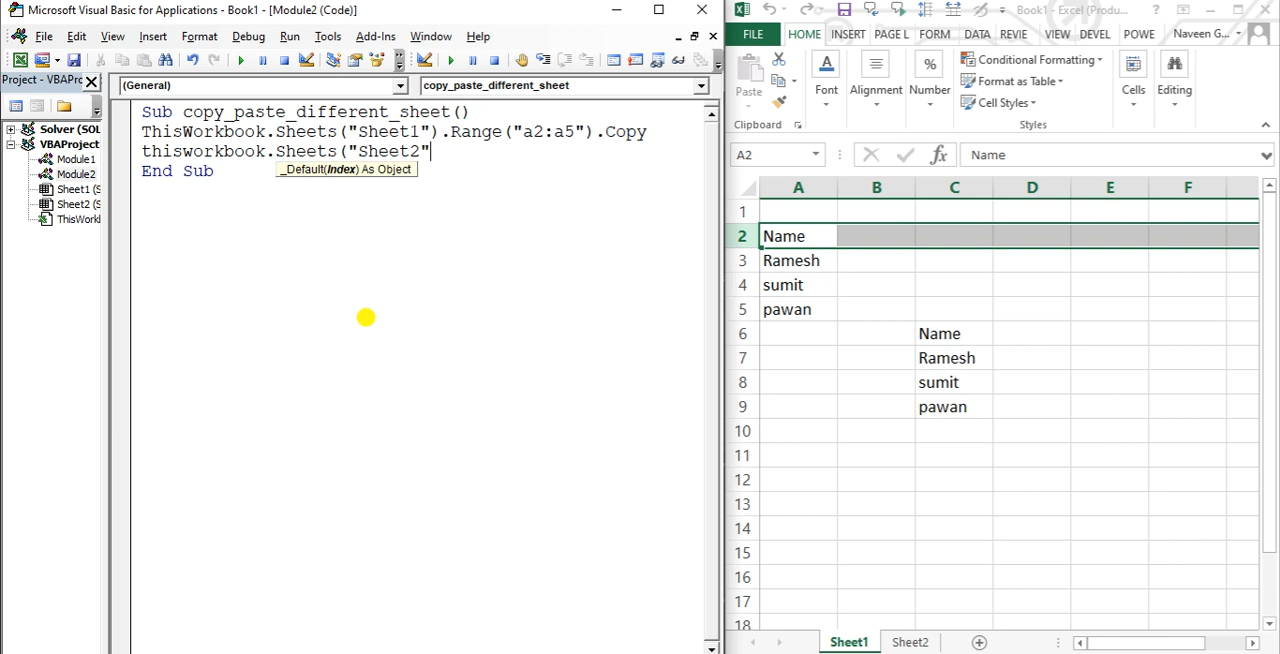 Microsoft Visual Basic for Applications - Book1 - [Module2 (Code)]
File Edit View Insert Format Debug Run Tools Add-Ins Window Help
Project - VBAPrc
(General)
copy_paste_different_sheet
Solver (SOL
VBAProject
Module1
Module2
Sheet1 (S
Sheet2 (S
ThisWorkl
Sub copy_paste_different_sheet()
ThisWorkbook.Sheets("Sheet1").Range("a2:a5").Copy
thisworkbook.Sheets("Sheet2"
End Sub
_Default(Index) As Object
Book1 - Excel (Produ...
FILE HOME INSERT PAGE L FORM DATA REVIE VIEW DEVEL POWE Naveen G...
Paste
Clipboard
Font
Alignment
%
Number
Conditional Formatting
Format as Table
Cell Styles
Styles
Cells
Editing
A2
fx
Name
A B C D E F
1
2 Name
3 Ramesh
4 sumit
5 pawan
6 Name
7 Ramesh
8 sumit
9 pawan
10
11
12
13
14
15
16
17
18
Sheet1 Sheet2